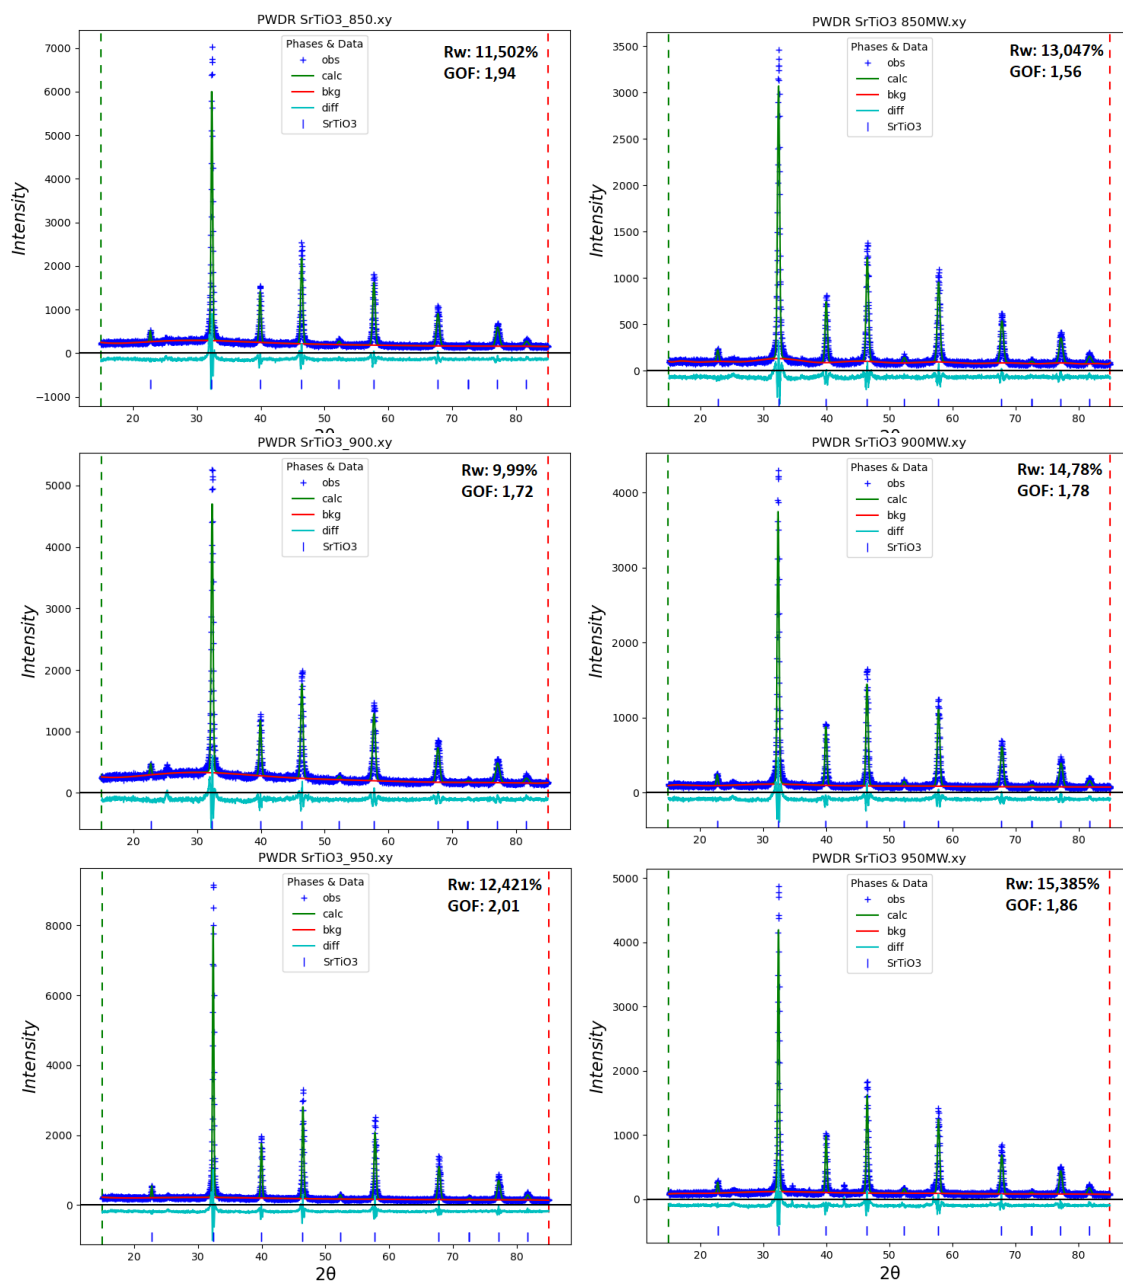 PWDR SrTiO3_850.xy
Rw: 11,502%
GOF: 1,94
Phases & Data
obs
calc
bkg
diff
SrTiO3
Intensity
7000
6000
5000
4000
3000
2000
1000
0
−1000
20 30 40 50 60 70 80
PWDR SrTiO3 850MW.xy
Rw: 13,047%
GOF: 1,56
Phases & Data
obs
calc
bkg
diff
SrTiO3
Intensity
3500
3000
2500
2000
1500
1000
500
0
20 30 40 50 60 70 80
PWDR SrTiO3_900.xy
Rw: 9,99%
GOF: 1,72
Phases & Data
obs
calc
bkg
diff
SrTiO3
Intensity
5000
4000
3000
2000
1000
0
20 30 40 50 60 70 80
PWDR SrTiO3 900MW.xy
Rw: 14,78%
GOF: 1,78
Phases & Data
obs
calc
bkg
diff
SrTiO3
Intensity
4000
3000
2000
1000
0
20 30 40 50 60 70 80
PWDR SrTiO3_950.xy
Rw: 12,421%
GOF: 2,01
Phases & Data
obs
calc
bkg
diff
SrTiO3
Intensity
8000
6000
4000
2000
0
20 30 40 50 60 70 80
2θ
PWDR SrTiO3 950MW.xy
Rw: 15,385%
GOF: 1,86
Phases & Data
obs
calc
bkg
diff
SrTiO3
Intensity
5000
4000
3000
2000
1000
0
20 30 40 50 60 70 80
2θ